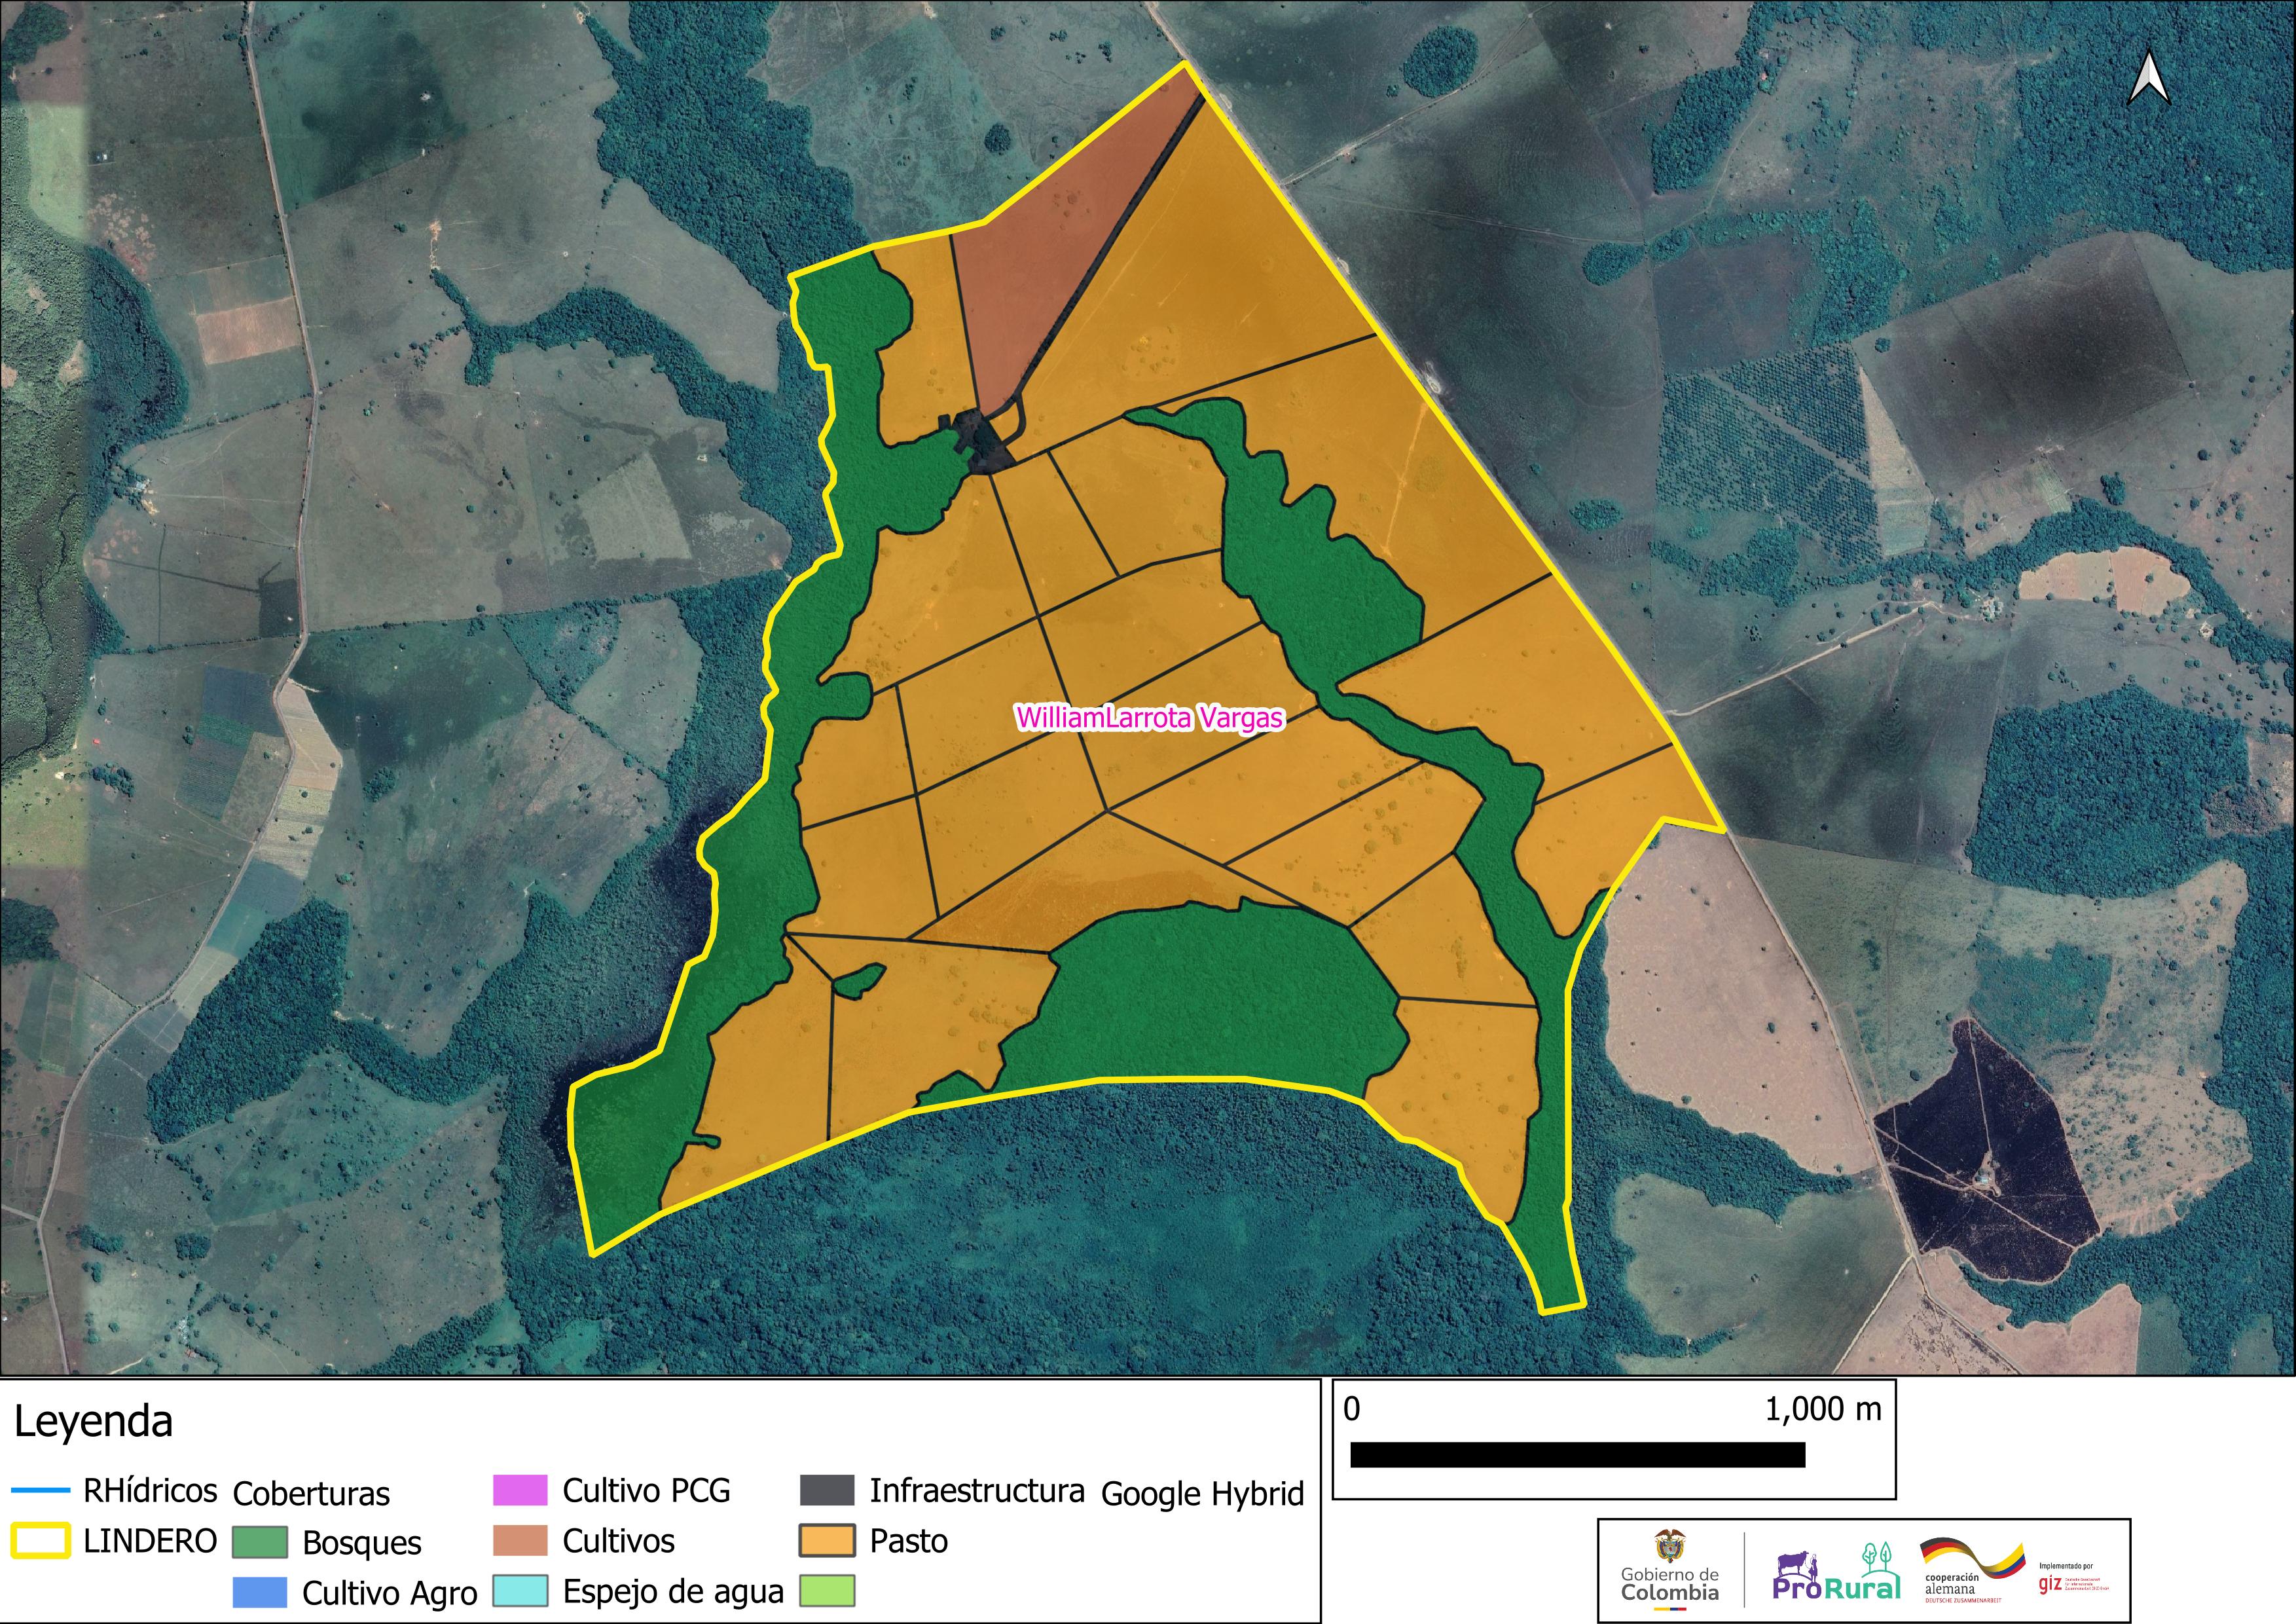 WilliamLarrota Vargas
Leyenda
RHídricos
LINDERO
Coberturas
Bosques
Cultivo Agro
Cultivo PCG
Cultivos
Espejo de agua
Infraestructura
Pasto
Google Hybrid
0 1,000 m
Gobierno de
Colombia
ProRural
cooperación
alemana
DEUTSCHE ZUSAMMENARBEIT
Implementado por
giz